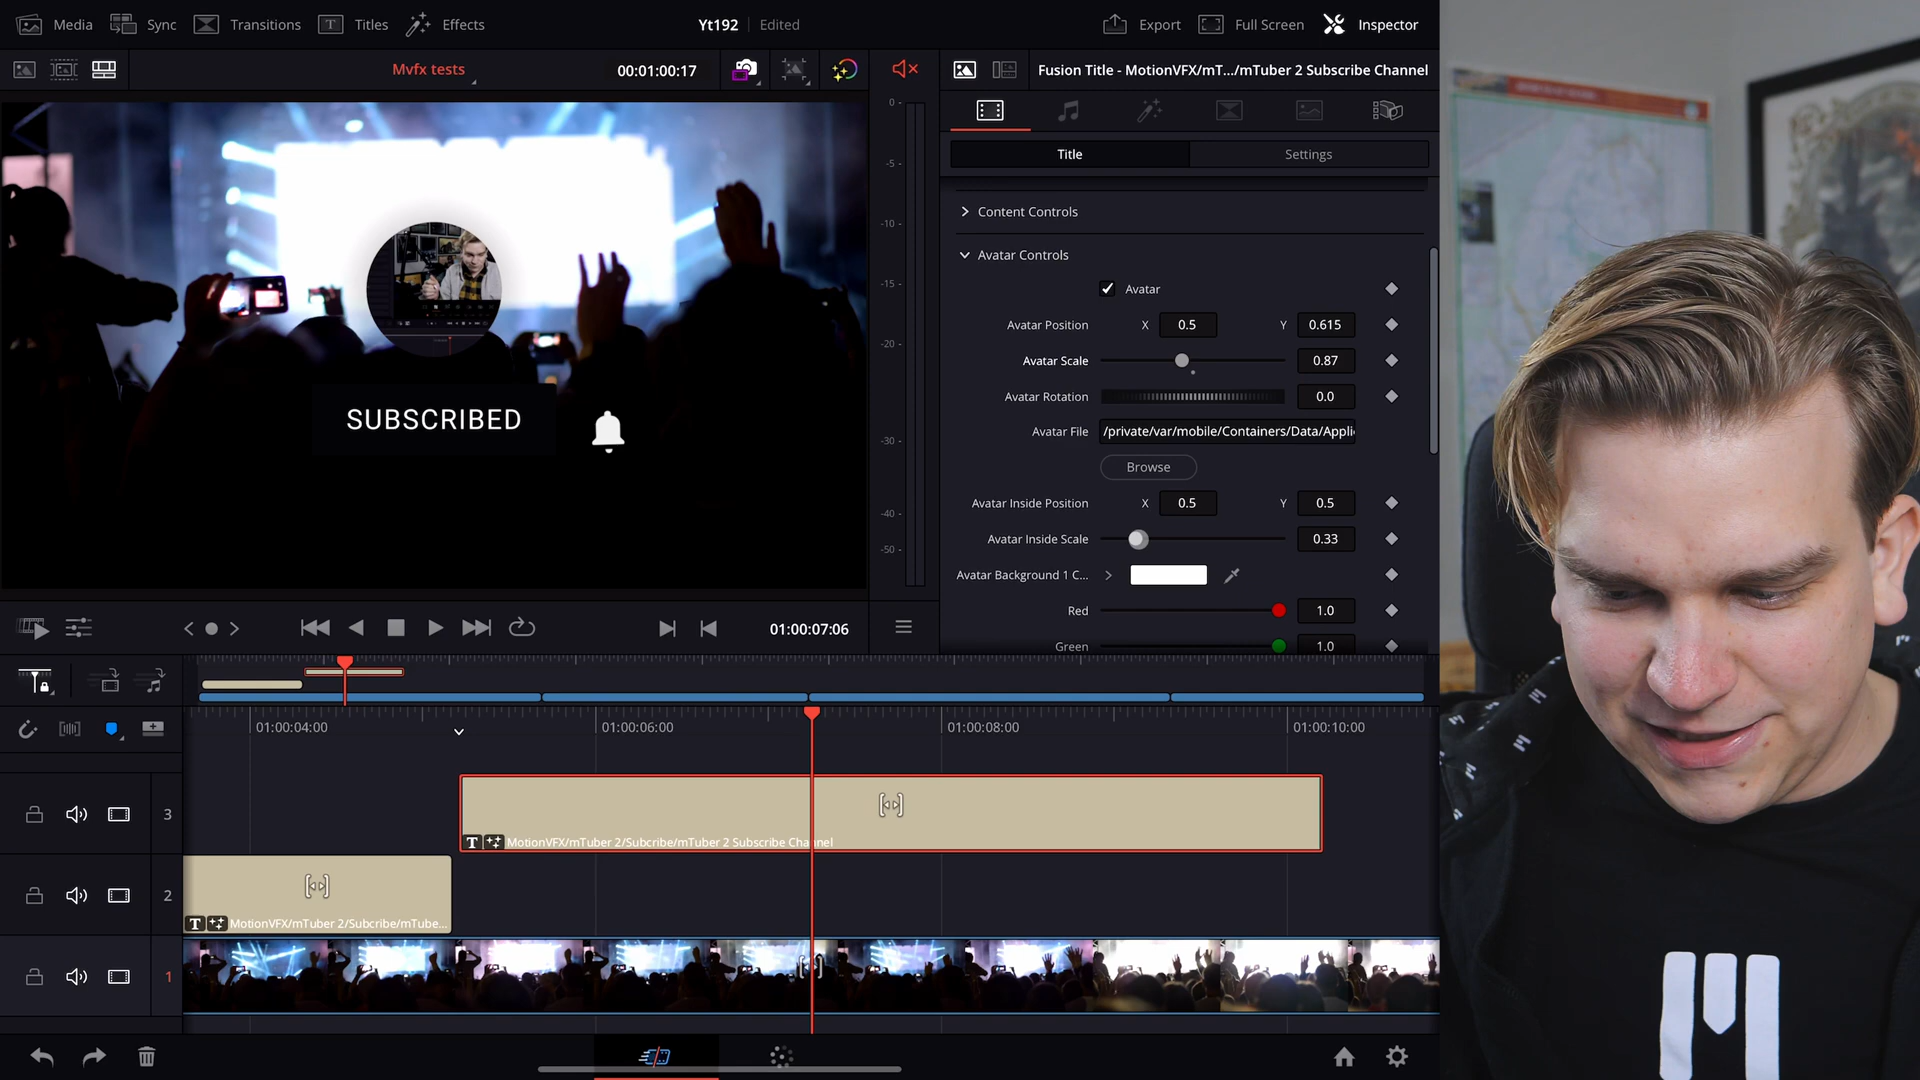 Media
Sync
Transitions
Titles
Effects
Yt192
Edited
Export
Full Screen
Inspector
Mvfx tests
00:01:00:17
Fusion Title - MotionVFX/mT.../mTuber 2 Subscribe Channel
Title
Settings
Content Controls
Avatar Controls
Avatar
Avatar Position X 0.5 Y 0.615
Avatar Scale 0.87
Avatar Rotation 0.0
Avatar File /private/var/mobile/Containers/Data/Appli
Browse
Avatar Inside Position X 0.5 Y 0.5
Avatar Inside Scale 0.33
Avatar Background 1 C...
Red 1.0
Green 1.0
0 -
-5 -
-10 -
-15 -
-20 -
-30 -
-40 -
-50 -
SUBSCRIBED
01:00:07:06
01:00:04:00
01:00:06:00
01:00:08:00
01:00:10:00
3
T MotionVFX/mTuber 2/Subcribe/mTuber 2 Subscribe Channel
2
T MotionVFX/mTuber 2/Subcribe/mTube...
1